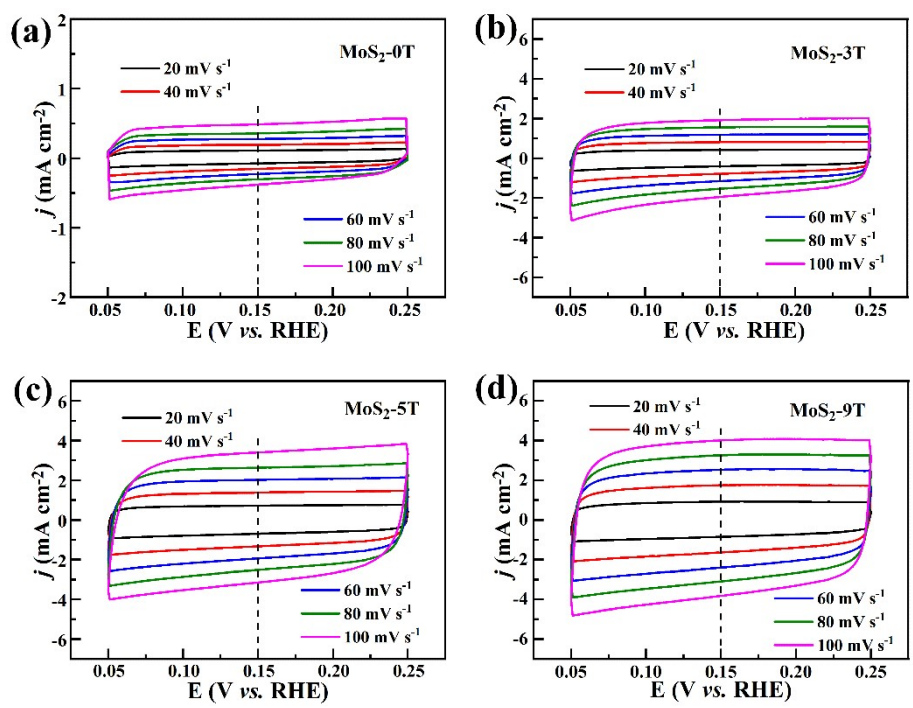 (a)
MoS2-0T
20 mV s-1
40 mV s-1
60 mV s-1
80 mV s-1
100 mV s-1
2
1
0
-1
2
j (mA cm-2)
0.05 0.10 0.15 0.20 0.25
E (V vs. RHE)
(b)
MoS2-3T
20 mV s-1
40 mV s-1
60 mV s-1
80 mV s-1
100 mV s-1
6
4
2
0
-2
-4
-6
j (mA cm-2)
0.05 0.10 0.15 0.20 0.25
E (V vs. RHE)
(c)
MoS2-5T
20 mV s-1
40 mV s-1
60 mV s-1
80 mV s-1
100 mV s-1
6
4
2
0
-2
-4
-6
j (mA cm-2)
0.05 0.10 0.15 0.20 0.25
E (V vs. RHE)
(d)
MoS2-9T
20 mV s-1
40 mV s-1
60 mV s-1
80 mV s-1
100 mV s-1
6
4
2
0
-2
-4
-6
j (mA cm-2)
0.05 0.10 0.15 0.20 0.25
E (V vs. RHE)